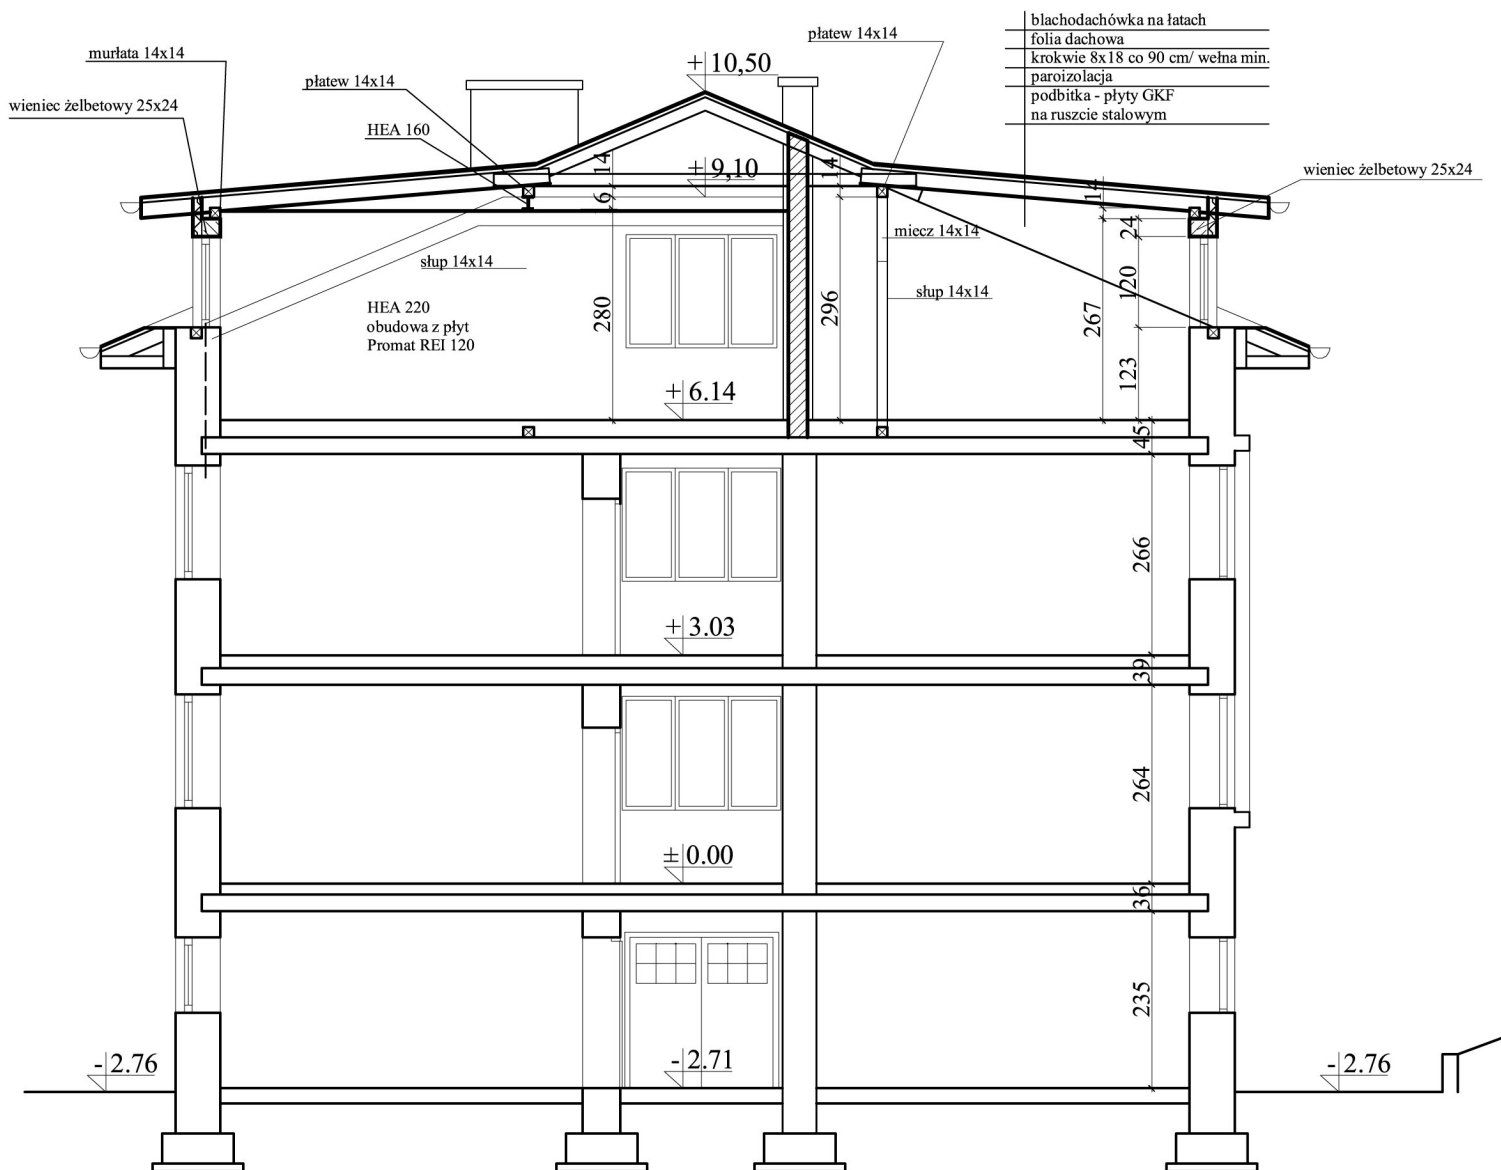 blachodachówka na łatach
folia dachowa
krokwie 8x18 co 90 cm/ wełna min.
paroizolacja
podbitka - płyty GKF
na ruszcie stalowym
płatew 14x14
murłata 14x14
+ 10,50
płatew 14x14
wieniec żelbetowy 25x24
HEA 160
14
+ 9,10
14
wieniec żelbetowy 25x24
6
14
24
miecz 14x14
słup 14x14
120
słup 14x14
HEA 220
obudowa z płyt
Promat REI 120
280
296
267
123
+ 6.14
45
266
+ 3.03
39
264
± 0.00
36
235
- 2.76
- 2.71
- 2.76